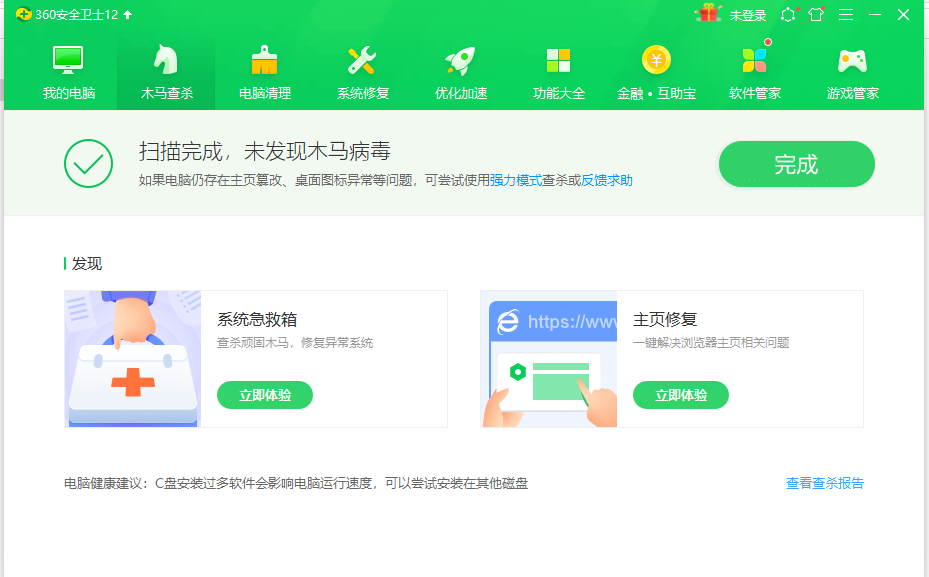 360安全卫士12
未登录
我的电脑
木马查杀
电脑清理
系统修复
优化加速
功能大全
金融•互助宝
软件管家
游戏管家
扫描完成，未发现木马病毒
完成
如果电脑仍存在主页篡改、桌面图标异常等问题，可尝试使用强力模式查杀或反馈求助
发现
系统急救箱
查杀顽固木马，修复异常系统
立即体验
https://www
主页修复
一键解决浏览器主页相关问题
立即体验
电脑健康建议：C盘安装过多软件会影响电脑运行速度，可以尝试安装在其他磁盘
查看查杀报告